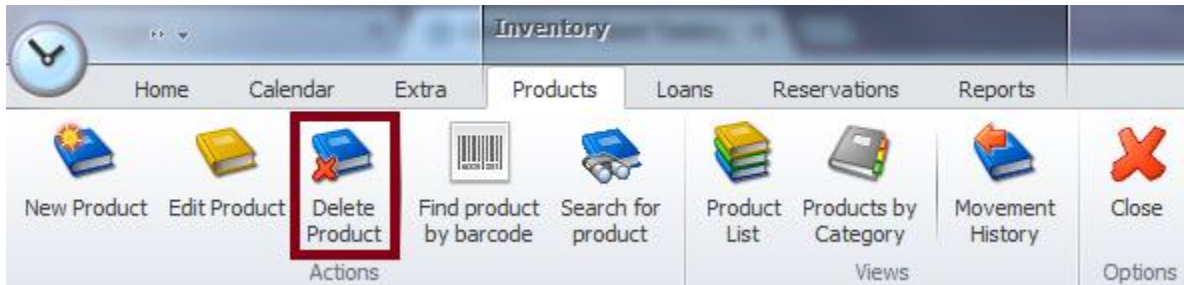 Inventory
Home Calendar Extra Products Loans Reservations Reports
New Product Edit Product Delete Product Find product by barcode Search for product Product List Products by Category Movement History Close
Actions Views Options